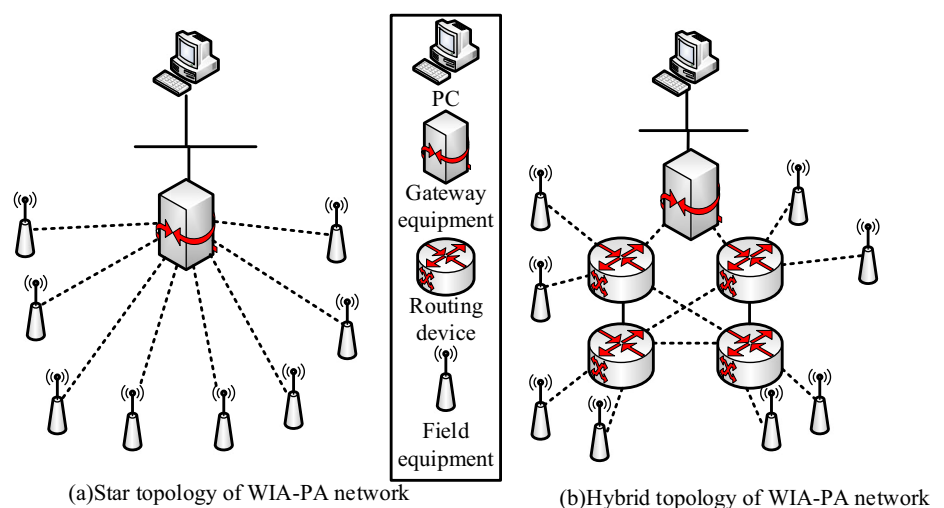 PC
Gateway
equipment
Routing
device
Field
equipment
(a)Star topology of WIA-PA network
(b)Hybrid topology of WIA-PA network